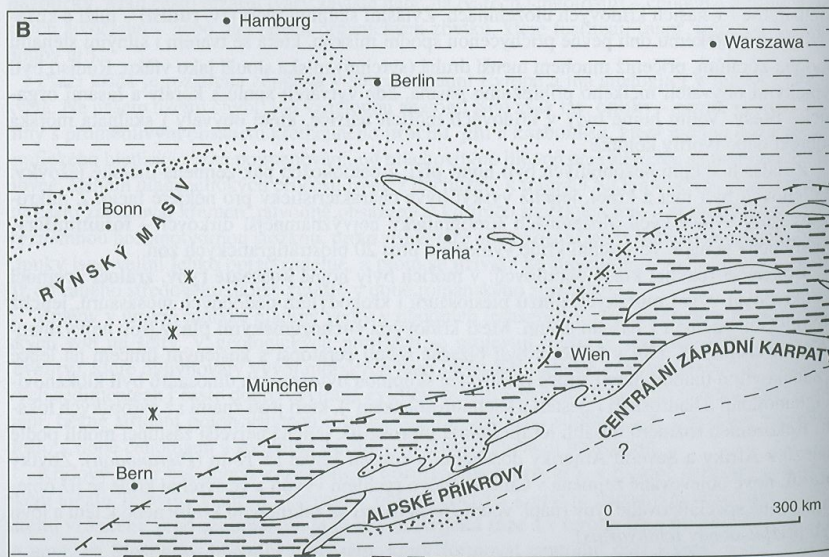 B
Hamburg
Warszawa
Berlin
Bonn
RÝNSKÝ MASIV
Praha
Wien
München
CENTRÁLNÍ ZÁPADNÍ KARPATY
?
Bern
ALPSKÉ PŘÍKROVY
0 300 km